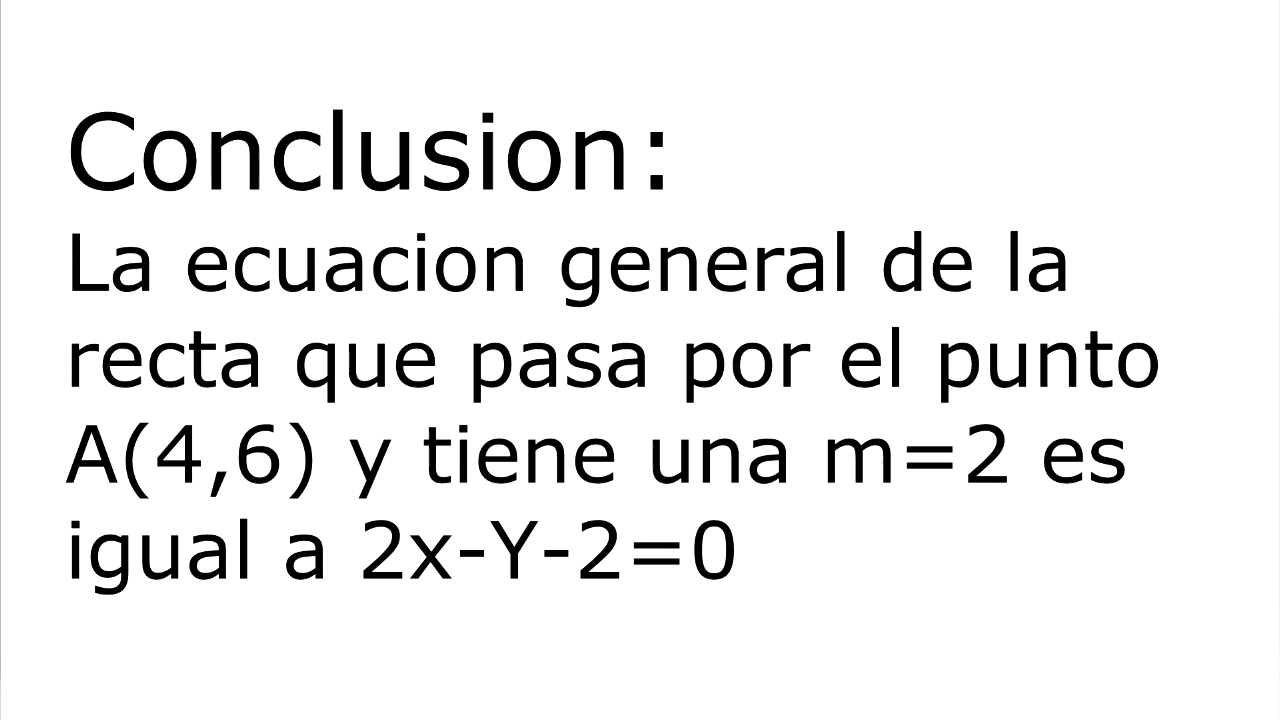 Conclusion:
La ecuacion general de la
recta que pasa por el punto
A(4,6) y tiene una m=2 es
igual a 2x-Y-2=0